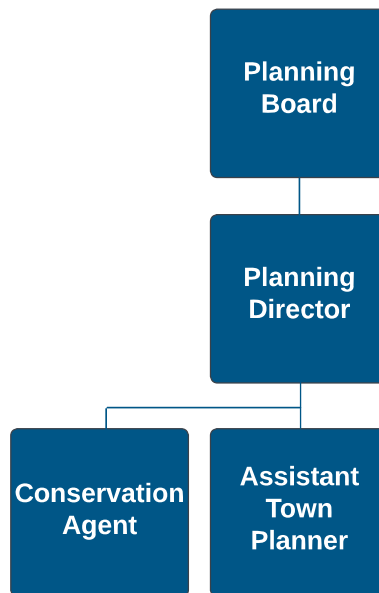 Planning
Board
Planning
Director
Conservation
Agent
Assistant
Town
Planner